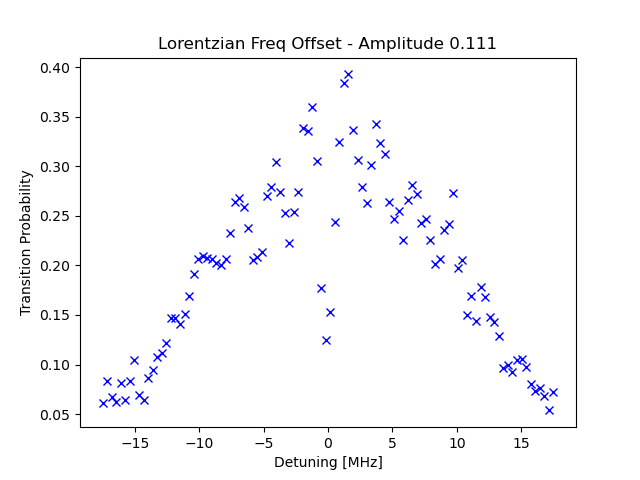 Lorentzian Freq Offset - Amplitude 0.111
0.40
0.35
0.30
0.25
0.20
0.15
0.10
0.05
Transition Probability
−15 −10 −5 0 5 10 15
Detuning [MHz]